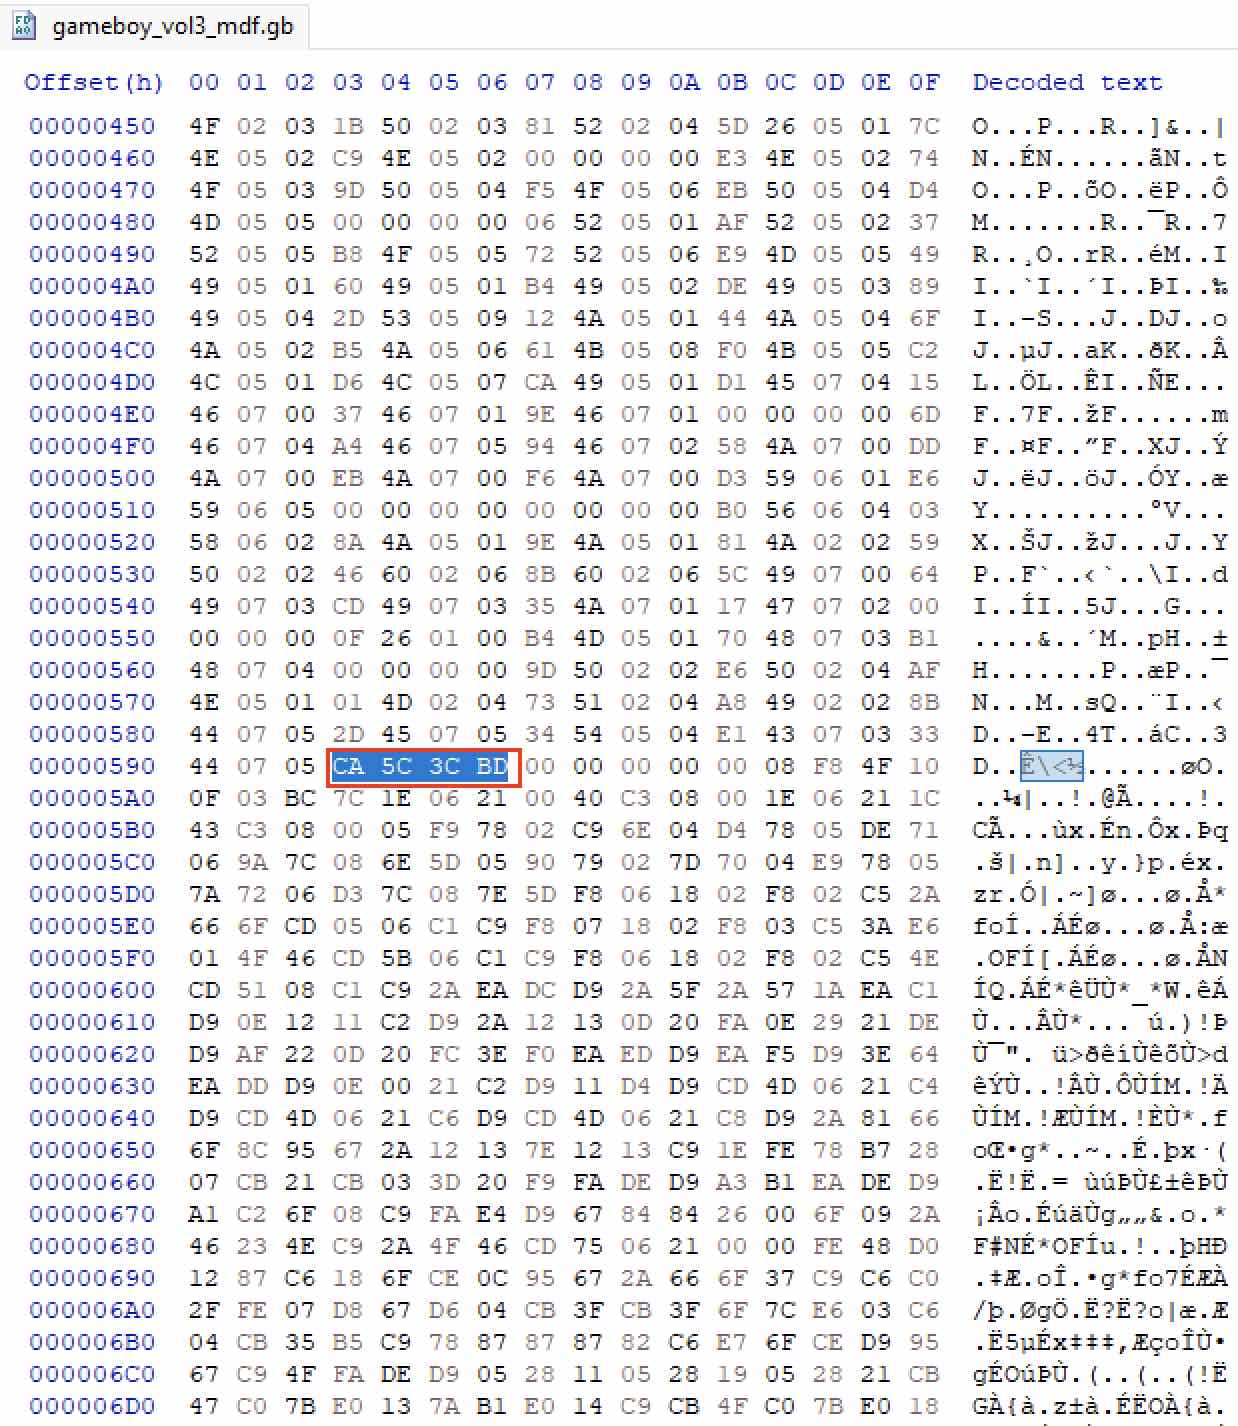 gameboy_vol3_mdf.gb
Offset(h) 00 01 02 03 04 05 06 07 08 09 0A 0B 0C 0D 0E 0F Decoded text
00000450 4F 02 03 1B 50 02 03 81 52 02 04 5D 26 05 01 7C O...P...R..]&..|
00000460 4E 05 02 C9 4E 05 02 00 00 00 00 E3 4E 05 02 74 N..ÉN......ãN..t
00000470 4F 05 03 9D 50 05 04 F5 4F 05 06 EB 50 05 04 D4 O...P..õO..ëP..Ô
00000480 4D 05 05 00 00 00 00 06 52 05 01 AF 52 05 02 37 M.......R..¯R..7
00000490 52 05 05 B8 4F 05 05 72 52 05 06 E9 4D 05 05 49 R..¸O..rR..éM..I
000004A0 49 05 01 60 49 05 01 B4 49 05 02 DE 49 05 03 89 I..`I..´I..ÞI..‰
000004B0 49 05 04 2D 53 05 09 12 4A 05 01 44 4A 05 04 6F I..-S...J..DJ..o
000004C0 4A 05 02 B5 4A 05 06 61 4B 05 08 F0 4B 05 05 C2 J..µJ..aK..ðK..Â
000004D0 4C 05 01 D6 4C 05 07 CA 49 05 01 D1 45 07 04 15 L..ÖL..ÊI..ÑE...
000004E0 46 07 00 37 46 07 01 9E 46 07 01 00 00 00 00 6D F..7F..žF......m
000004F0 46 07 04 A4 46 07 05 94 46 07 02 58 4A 07 00 DD F..¤F..”F..XJ..Ý
00000500 4A 07 00 EB 4A 07 00 F6 4A 07 00 D3 59 06 01 E6 J..ëJ..öJ..ÓY..æ
00000510 59 06 05 00 00 00 00 00 00 00 00 B0 56 06 04 03 Y..........°V...
00000520 58 06 02 8A 4A 05 01 9E 4A 05 01 81 4A 02 02 59 X..ŠJ..žJ...J..Y
00000530 50 02 02 46 60 02 06 8B 60 02 06 5C 49 07 00 64 P..F`..‹`..\I..d
00000540 49 07 03 CD 49 07 03 35 4A 07 01 17 47 07 02 00 I..ÍI..5J...G...
00000550 00 00 00 0F 26 01 00 B4 4D 05 01 70 48 07 03 B1 ....&..´M..pH..±
00000560 48 07 04 00 00 00 00 9D 50 02 02 E6 50 02 04 AF H.......P..æP..¯
00000570 4E 05 01 01 4D 02 04 73 51 02 04 A8 49 02 02 8B N...M..sQ..¨I..‹
00000580 44 07 05 2D 45 07 05 34 54 05 04 E1 43 07 03 33 D..-E..4T..áC..3
00000590 44 07 05 CA 5C 3C BD 00 00 00 00 08 F8 4F 10 D..Ê\<½......øO.
000005A0 0F 03 BC 7C 1E 06 21 00 40 C3 08 00 1E 06 21 1C ..¼|..!.@Ã....!.
000005B0 43 C3 08 00 05 F9 78 02 C9 6E 04 D4 78 05 DE 71 CÃ...ùx.Én.Ôx.Þq
000005C0 06 9A 7C 08 6E 5D 05 90 79 02 7D 70 04 E9 78 05 .š|.n]..y.}p.éx.
000005D0 7A 72 06 D3 7C 08 7E 5D F8 06 18 02 F8 02 C5 2A zr.Ó|.~]ø...ø.Å*
000005E0 66 6F CD 05 06 C1 C9 F8 07 18 02 F8 03 C5 3A E6 foÍ..ÁÉø...ø.Å:æ
000005F0 01 4F 46 CD 5B 06 C1 C9 F8 06 18 02 F8 02 C5 4E .OFÍ[.ÁÉø...ø.ÅN
00000600 CD 51 08 C1 C9 2A EA DC D9 2A 5F 2A 57 1A EA C1 ÍQ.ÁÉ*êÜÙ*_*W.êÁ
00000610 D9 0E 12 11 C2 D9 2A 12 13 0D 20 FA 0E 29 21 DE Ù...ÂÙ*... ú.)!Þ
00000620 D9 AF 22 0D 20 FC 3E F0 EA ED D9 EA F5 D9 3E 64 Ù¯". ü>ðêíÙêõÙ>d
00000630 EA DD D9 0E 00 21 C2 D9 11 D4 D9 CD 4D 06 21 C4 êÝÙ..!ÂÙ.ÔÙÍM.!Ä
00000640 D9 CD 4D 06 21 C6 D9 CD 4D 06 21 C8 D9 2A 81 66 ÙÍM.!ÆÙÍM.!ÈÙ*.f
00000650 6F 8C 95 67 2A 12 13 7E 12 13 C9 1E FE 78 B7 28 oŒ•g*..~..É.þx·(
00000660 07 CB 21 CB 03 3D 20 F9 FA DE D9 A3 B1 EA DE D9 .Ë!Ë.= ùúÞÙ£±êÞÙ
00000670 A1 C2 6F 08 C9 FA E4 D9 67 84 84 26 00 6F 09 2A ¡Âo.ÉúäÙg„„&.o.*
00000680 46 23 4E C9 2A 4F 46 CD 75 06 21 00 00 FE 48 D0 F#NÉ*OFÍu.!..þHÐ
00000690 12 87 C6 18 6F CE 0C 95 67 2A 66 6F 37 C9 C6 C0 .‡Æ.oÎ.•g*fo7ÉÆÀ
000006A0 2F FE 07 D8 67 D6 04 CB 3F CB 3F 6F 7C E6 03 C6 /þ.ØgÖ.Ë?Ë?o|æ.Æ
000006B0 04 CB 35 B5 C9 78 87 87 87 82 C6 E7 6F CE D9 95 .Ë5µÉx‡‡‡‚ÆçoÎÙ•
000006C0 67 C9 4F FA DE D9 05 28 11 05 28 19 05 28 21 CB gÉOúÞÙ.(..(..(!Ë
000006D0 47 C0 7B E0 13 7A B1 E0 14 C9 CB 4F C0 7B E0 18 GÀ{à.z±à.ÉËOÀ{à.